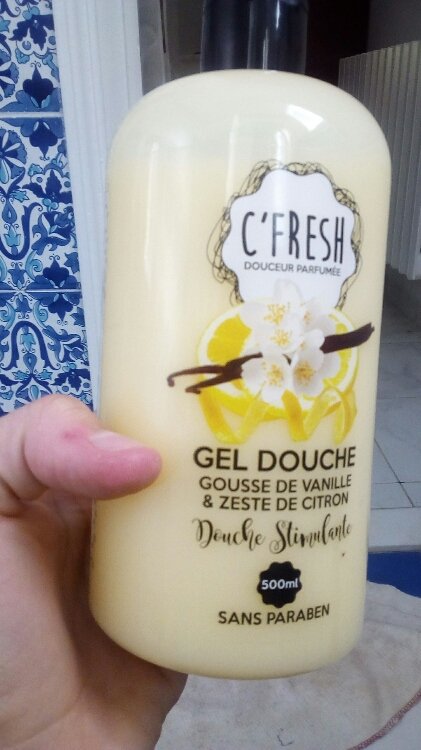 C'FRESH
DOUCEUR PARFUMÉE
GEL DOUCHE
GOUSSE DE VANILLE
& ZESTE DE CITRON
Douche Stimulante
500ml
SANS PARABEN